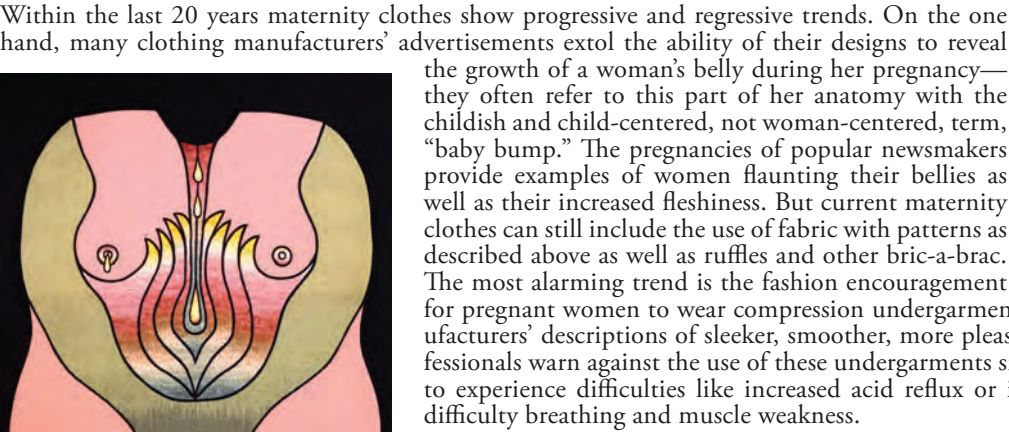 Within the last 20 years maternity clothes show progressive and regressive trends. On the one
hand, many clothing manufacturers’ advertisements extol the ability of their designs to reveal
the growth of a woman’s belly during her pregnancy—
they often refer to this part of her anatomy with the
childish and child-centered, not woman-centered, term,
“baby bump.” The pregnancies of popular newsmakers
provide examples of women flaunting their bellies as
well as their increased fleshiness. But current maternity
clothes can still include the use of fabric with patterns as
described above as well as ruffles and other bric-a-brac.
The most alarming trend is the fashion encouragement
for pregnant women to wear compression
ufacturers’ descriptions of sleeker, smoother, more
fessionals warn against the use of these undergarments
to experience difficulties like increased acid reflux or
difficulty breathing and muscle weakness.